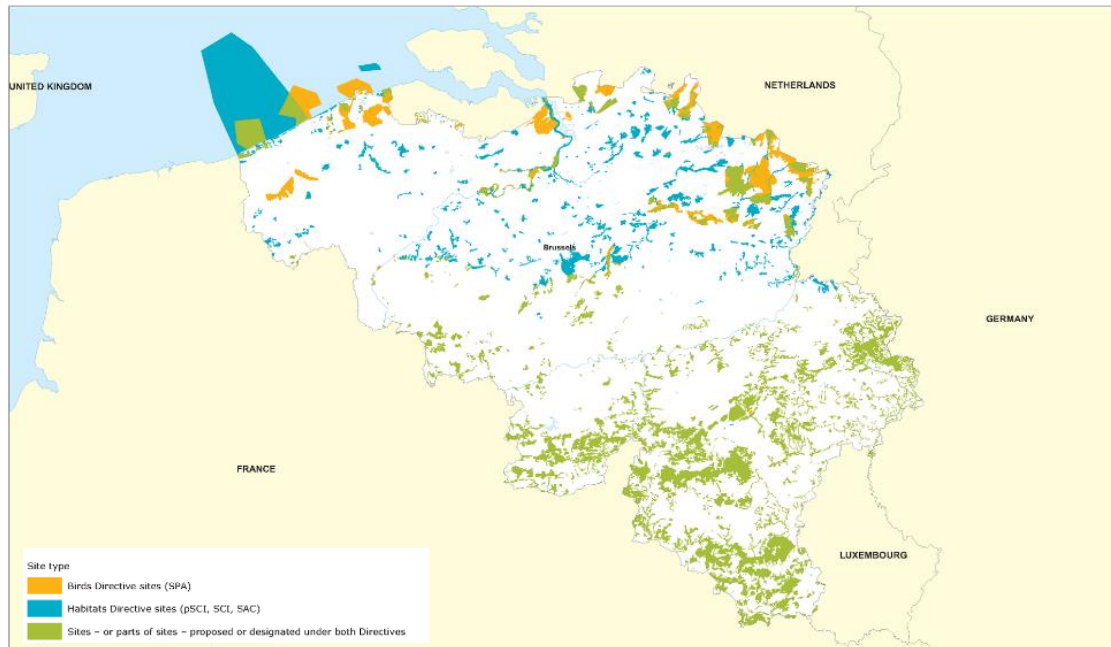 UNITED KINGDOM
NETHERLANDS
Brussels
GERMANY
FRANCE
LUXEMBOURG
Site type
Birds Directive sites (SPA)
Habitats Directive sites (pSCI, SCI, SAC)
Sites – or parts of sites – proposed or designated under both Directives